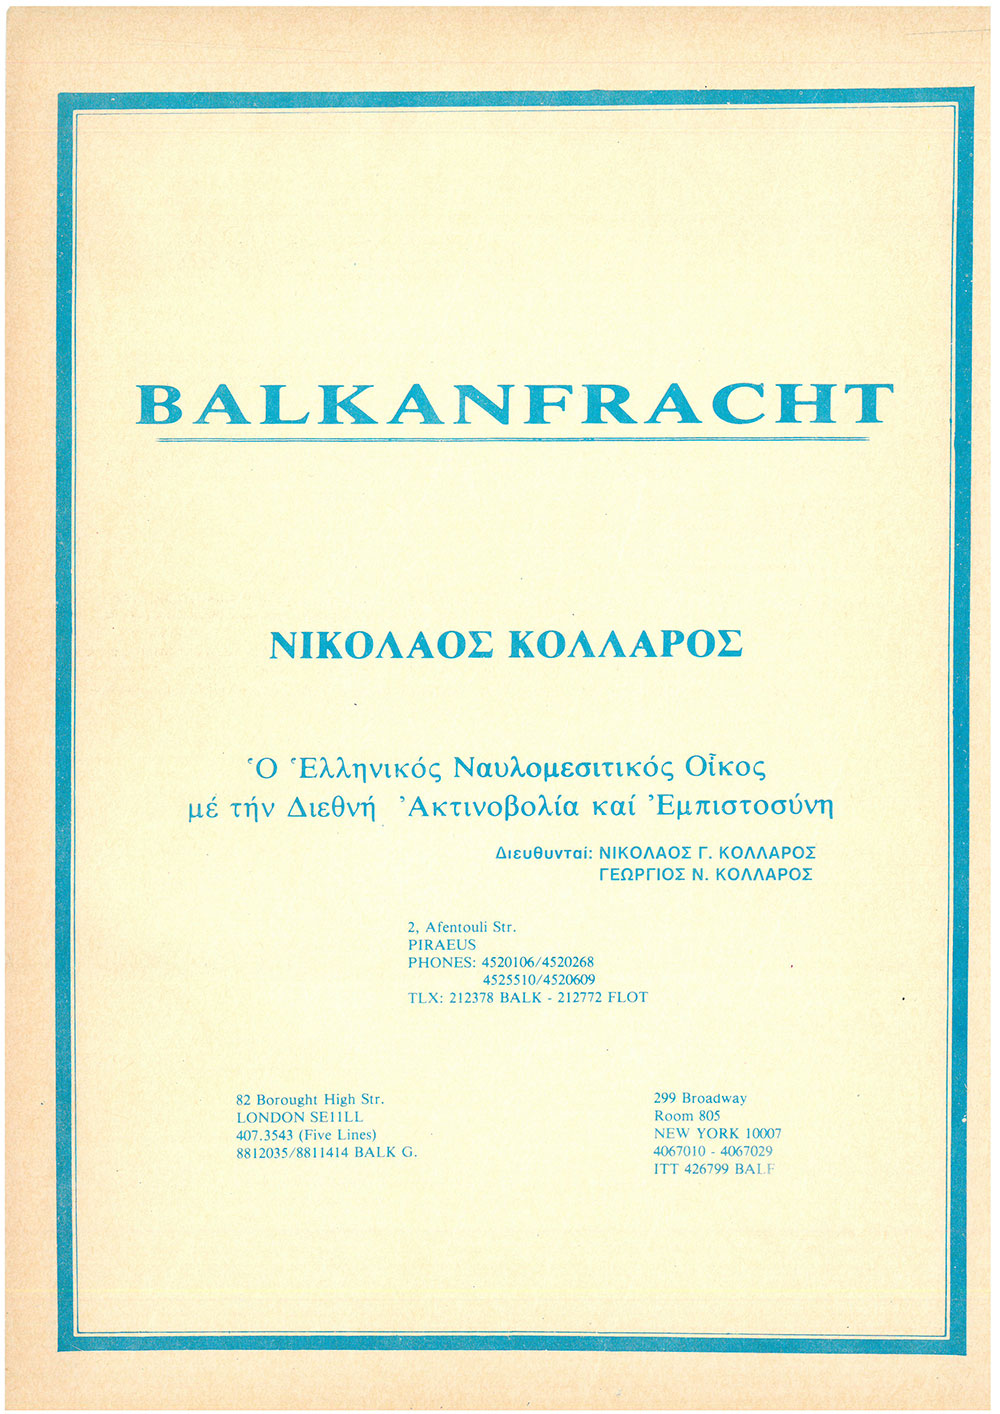 BALKANFRACHT
ΝΙΚΟΛΑΟΣ ΚΟΛΛΑΡΟΣ
Ὁ Ἑλληνικός Ναυλομεσιτικός Οἶκος
μέ τήν Διεθνή Ἀκτινοβολία καί Ἐμπιστοσύνη
Διευθυνταί: ΝΙΚΟΛΑΟΣ Γ. ΚΟΛΛΑΡΟΣ
ΓΕΩΡΓΙΟΣ Ν. ΚΟΛΛΑΡΟΣ
2, Afentouli Str.
PIRAEUS
PHONES: 4520106/4520268
4525510/4520609
TLX: 212378 BALK - 212772 FLOT
82 Borought High Str.
LONDON SE11LL
407.3543 (Five Lines)
8812035/8811414 BALK G.
299 Broadway
Room 805
NEW YORK 10007
4067010 - 4067029
ITT 426799 BALF